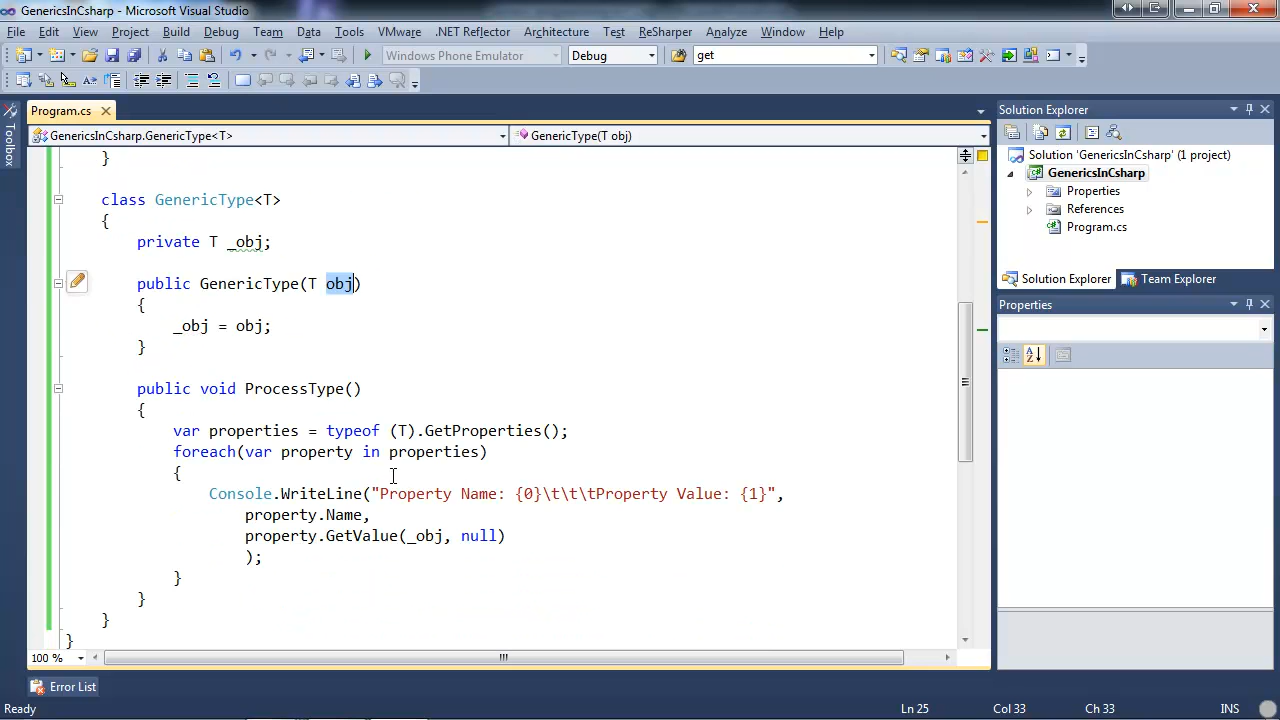 GenericsInCsharp - Microsoft Visual Studio
File Edit View Project Build Debug Team Data Tools VMware .NET Reflector Architecture Test ReSharper Analyze Window Help
Windows Phone Emulator Debug get
Toolbox
Program.cs
GenericsInCsharp.GenericType<T> GenericType(T obj)
}
class GenericType<T>
{
private T _obj;
public GenericType(T obj)
{
_obj = obj;
}
public void ProcessType()
{
var properties = typeof (T).GetProperties();
foreach(var property in properties)
{
Console.WriteLine("Property Name: {0}\t\t\tProperty Value: {1}",
property.Name,
property.GetValue(_obj, null)
);
}
}
}
}
100 %
Solution Explorer
Solution 'GenericsInCsharp' (1 project)
GenericsInCsharp
Properties
References
Program.cs
Solution Explorer Team Explorer
Properties
Error List
Ready Ln 25 Col 33 Ch 33 INS